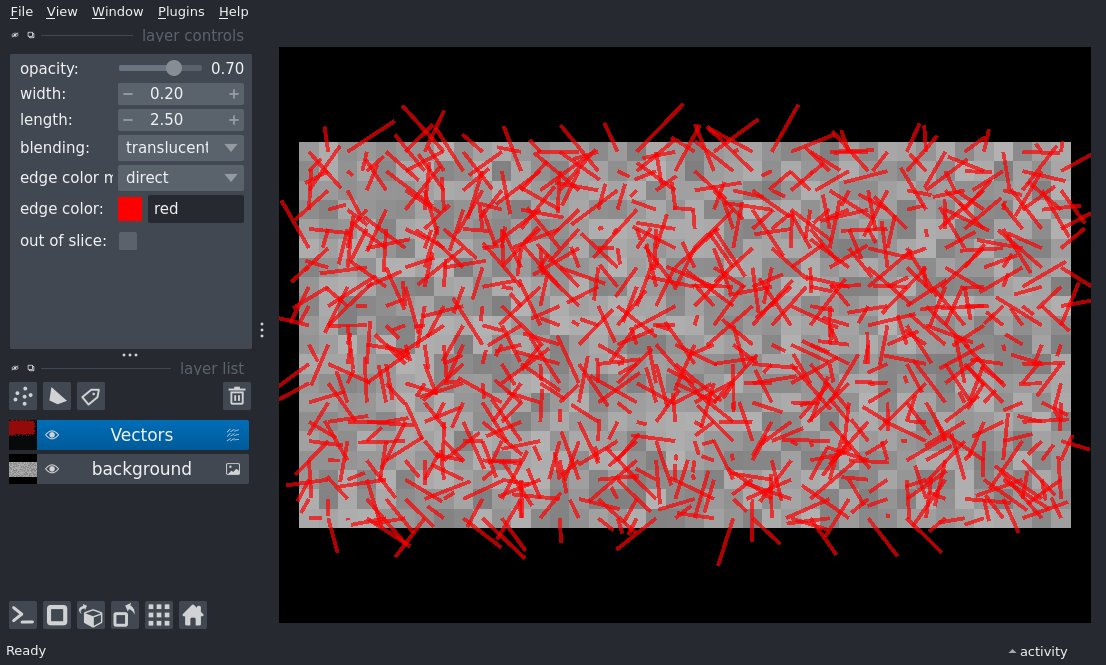 File View Window Plugins Help
layer controls
opacity: 0.70
width: 0.20
length: 2.50
blending: translucent
edge color m direct
edge color: red
out of slice:
layer list
Vectors
background
Ready
activity